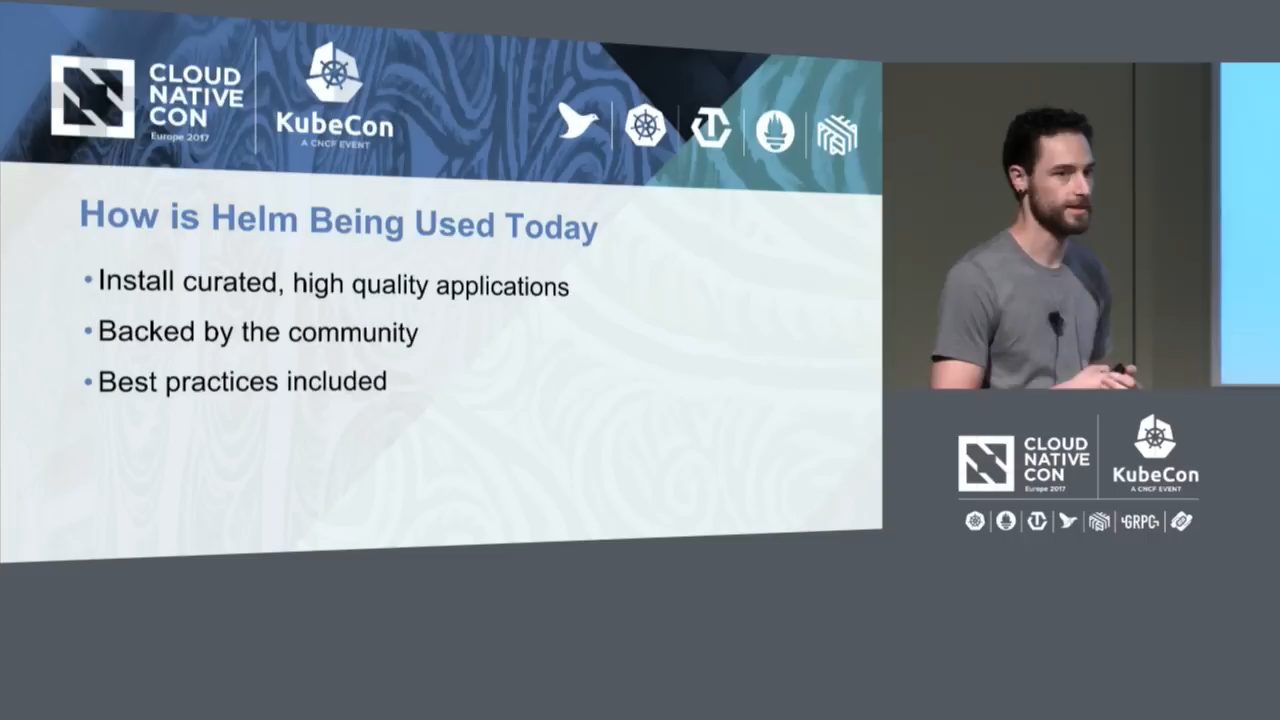 CLOUD
NATIVE
CON
Europe 2017
KubeCon
A CNCF EVENT
How is Helm Being Used Today
• Install curated, high quality applications
• Backed by the community
• Best practices included
CLOUD
NATIVE
CON
Europe 2017
KubeCon
A CNCF EVENT
GRPC